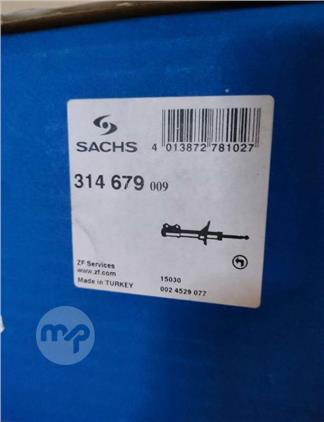 SACHS
4 013872 781027
314 679 009
ZF Services
www.zf.com
Made in TURKEY
15030
002 4529 077
mp